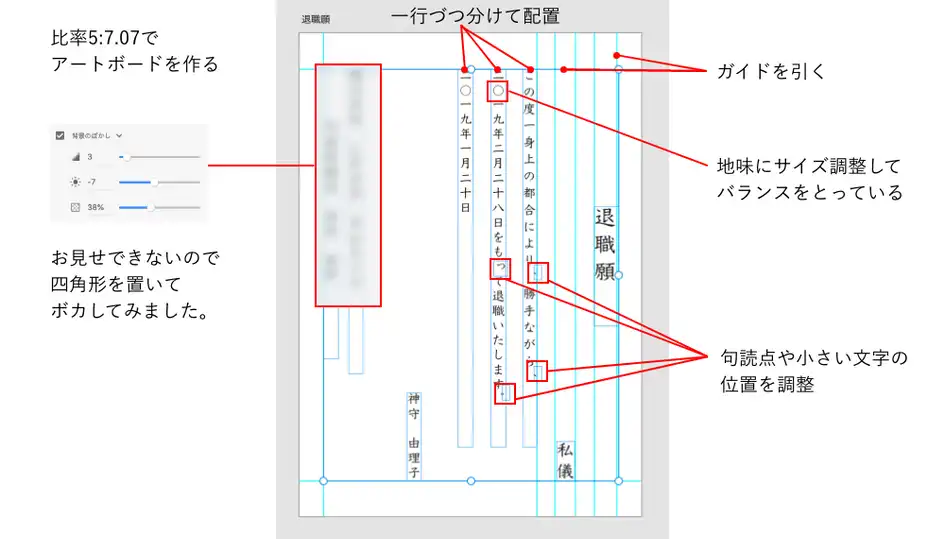 一行づつ分けて配置
比率5:7.07で
アートボードを作る
退職願
ガイドを引く
背景のぼかし
3
-7
38%
地味にサイズ調整して
バランスをとっている
お見せできないので
四角形を置いて
ボカしてみました。
句読点や小さい文字の
位置を調整
退職願
私儀
この度一身上の都合により、勝手ながら、
二〇一九年二月二十八日をもって退職いたします。
二〇一九年一月二十日
神守 由理子